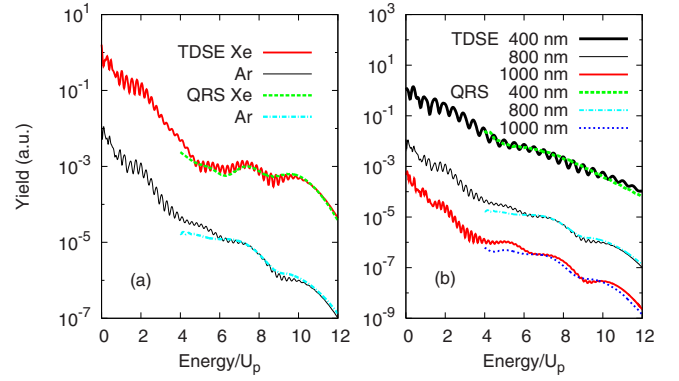 TDSE Xe
Ar
QRS Xe
Ar
10^1
10^-1
10^-3
10^-5
10^-7
Yield (a.u.)
(a)
0 2 4 6 8 10 12
Energy/U_p
TDSE 400 nm
800 nm
1000 nm
QRS 400 nm
800 nm
1000 nm
10^3
10^1
10^-1
10^-3
10^-5
10^-7
10^-9
(b)
0 2 4 6 8 10 12
Energy/U_p